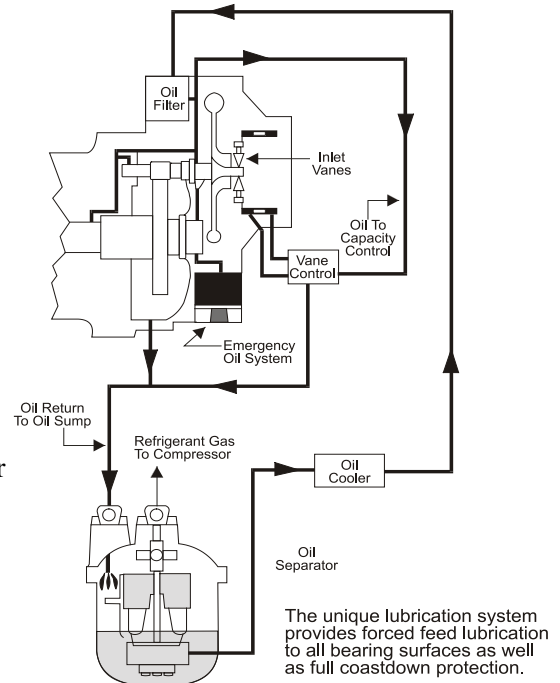 Oil
Filter
Inlet
Vanes
Oil To
Capacity
Control
Vane
Control
Emergency
Oil System
Oil Return
To Oil Sump
Refrigerant Gas
To Compressor
r
Oil
Cooler
Oil
Separator
The unique lubrication system
provides forced feed lubrication
to all bearing surfaces as well
as full coastdown protection.